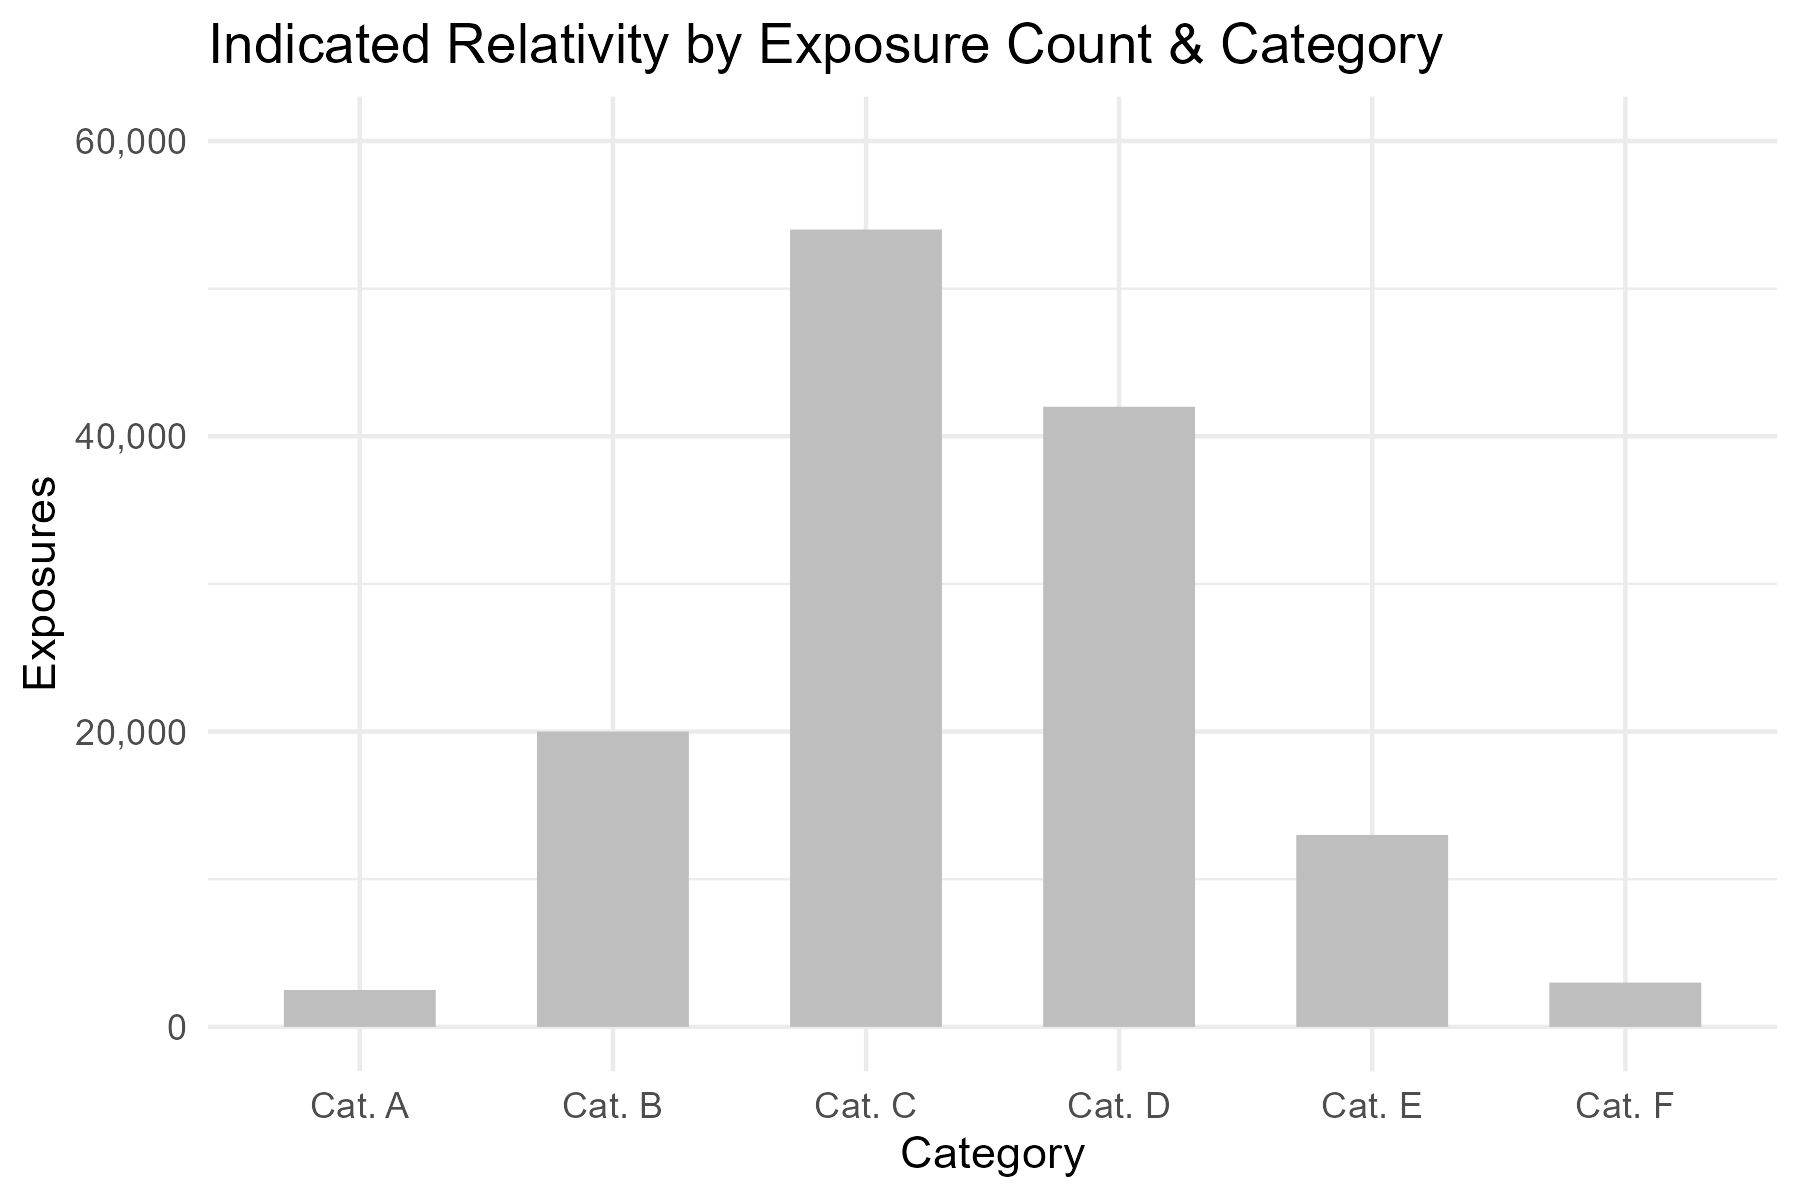 Indicated Relativity by Exposure Count & Category
60,000
40,000
20,000
0
Exposures
Cat. A Cat. B Cat. C Cat. D Cat. E Cat. F
Category